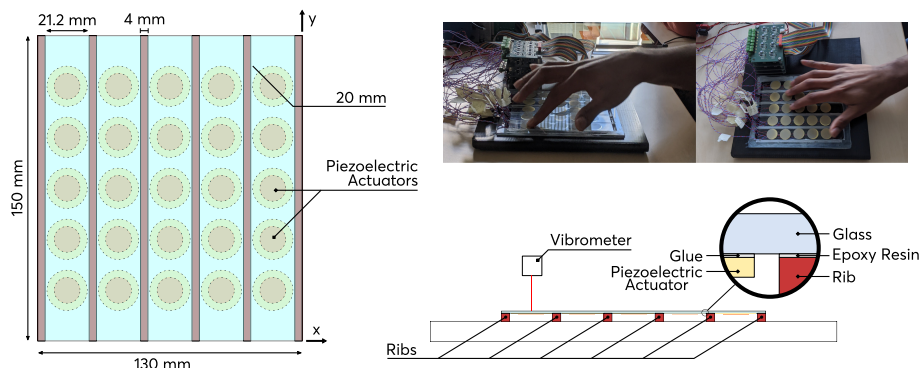 21.2 mm
4 mm
y
20 mm
Piezoelectric
Actuators
150 mm
x
130 mm
Vibrometer
Glass
Glue
Epoxy Resin
Piezoelectric
Actuator
Rib
Ribs